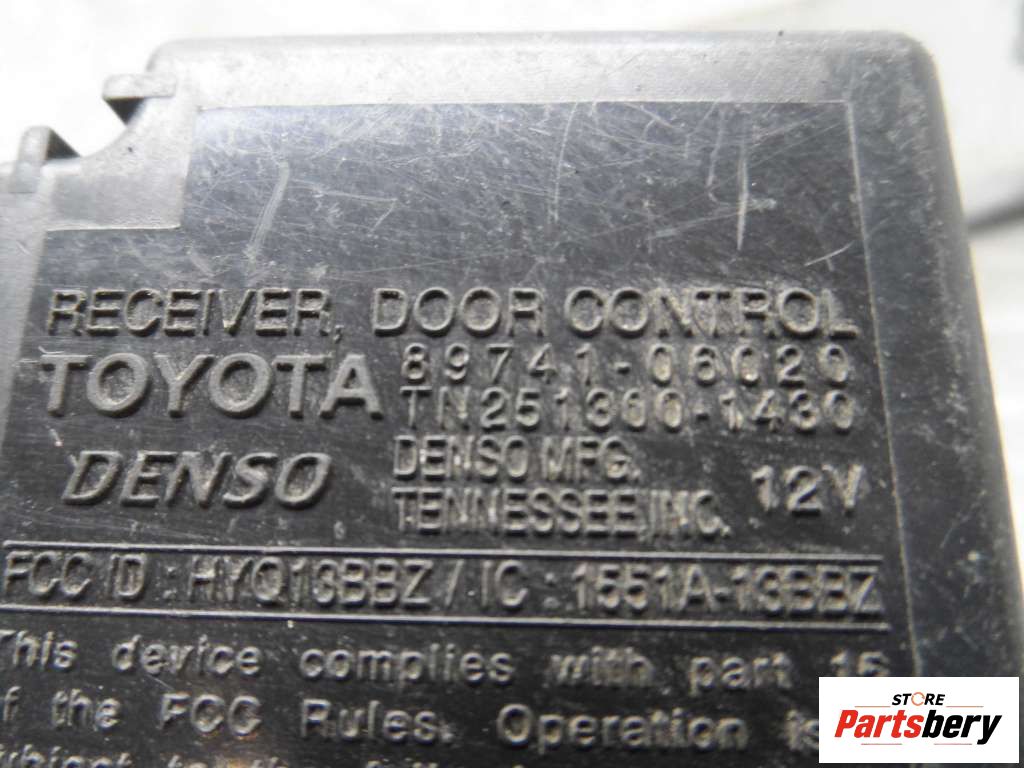 RECEIVER, DOOR CONTROL
TOYOTA 89741-06020
TN251300-1430
DENSO DENSO MFG. 12V
TENNESSEE, INC.
FCC ID : HYQ13BBZ / IC : 1551A-13BBZ
This device complies with part 15
f the FCC Rules. Operation is
STORE
Partsbery